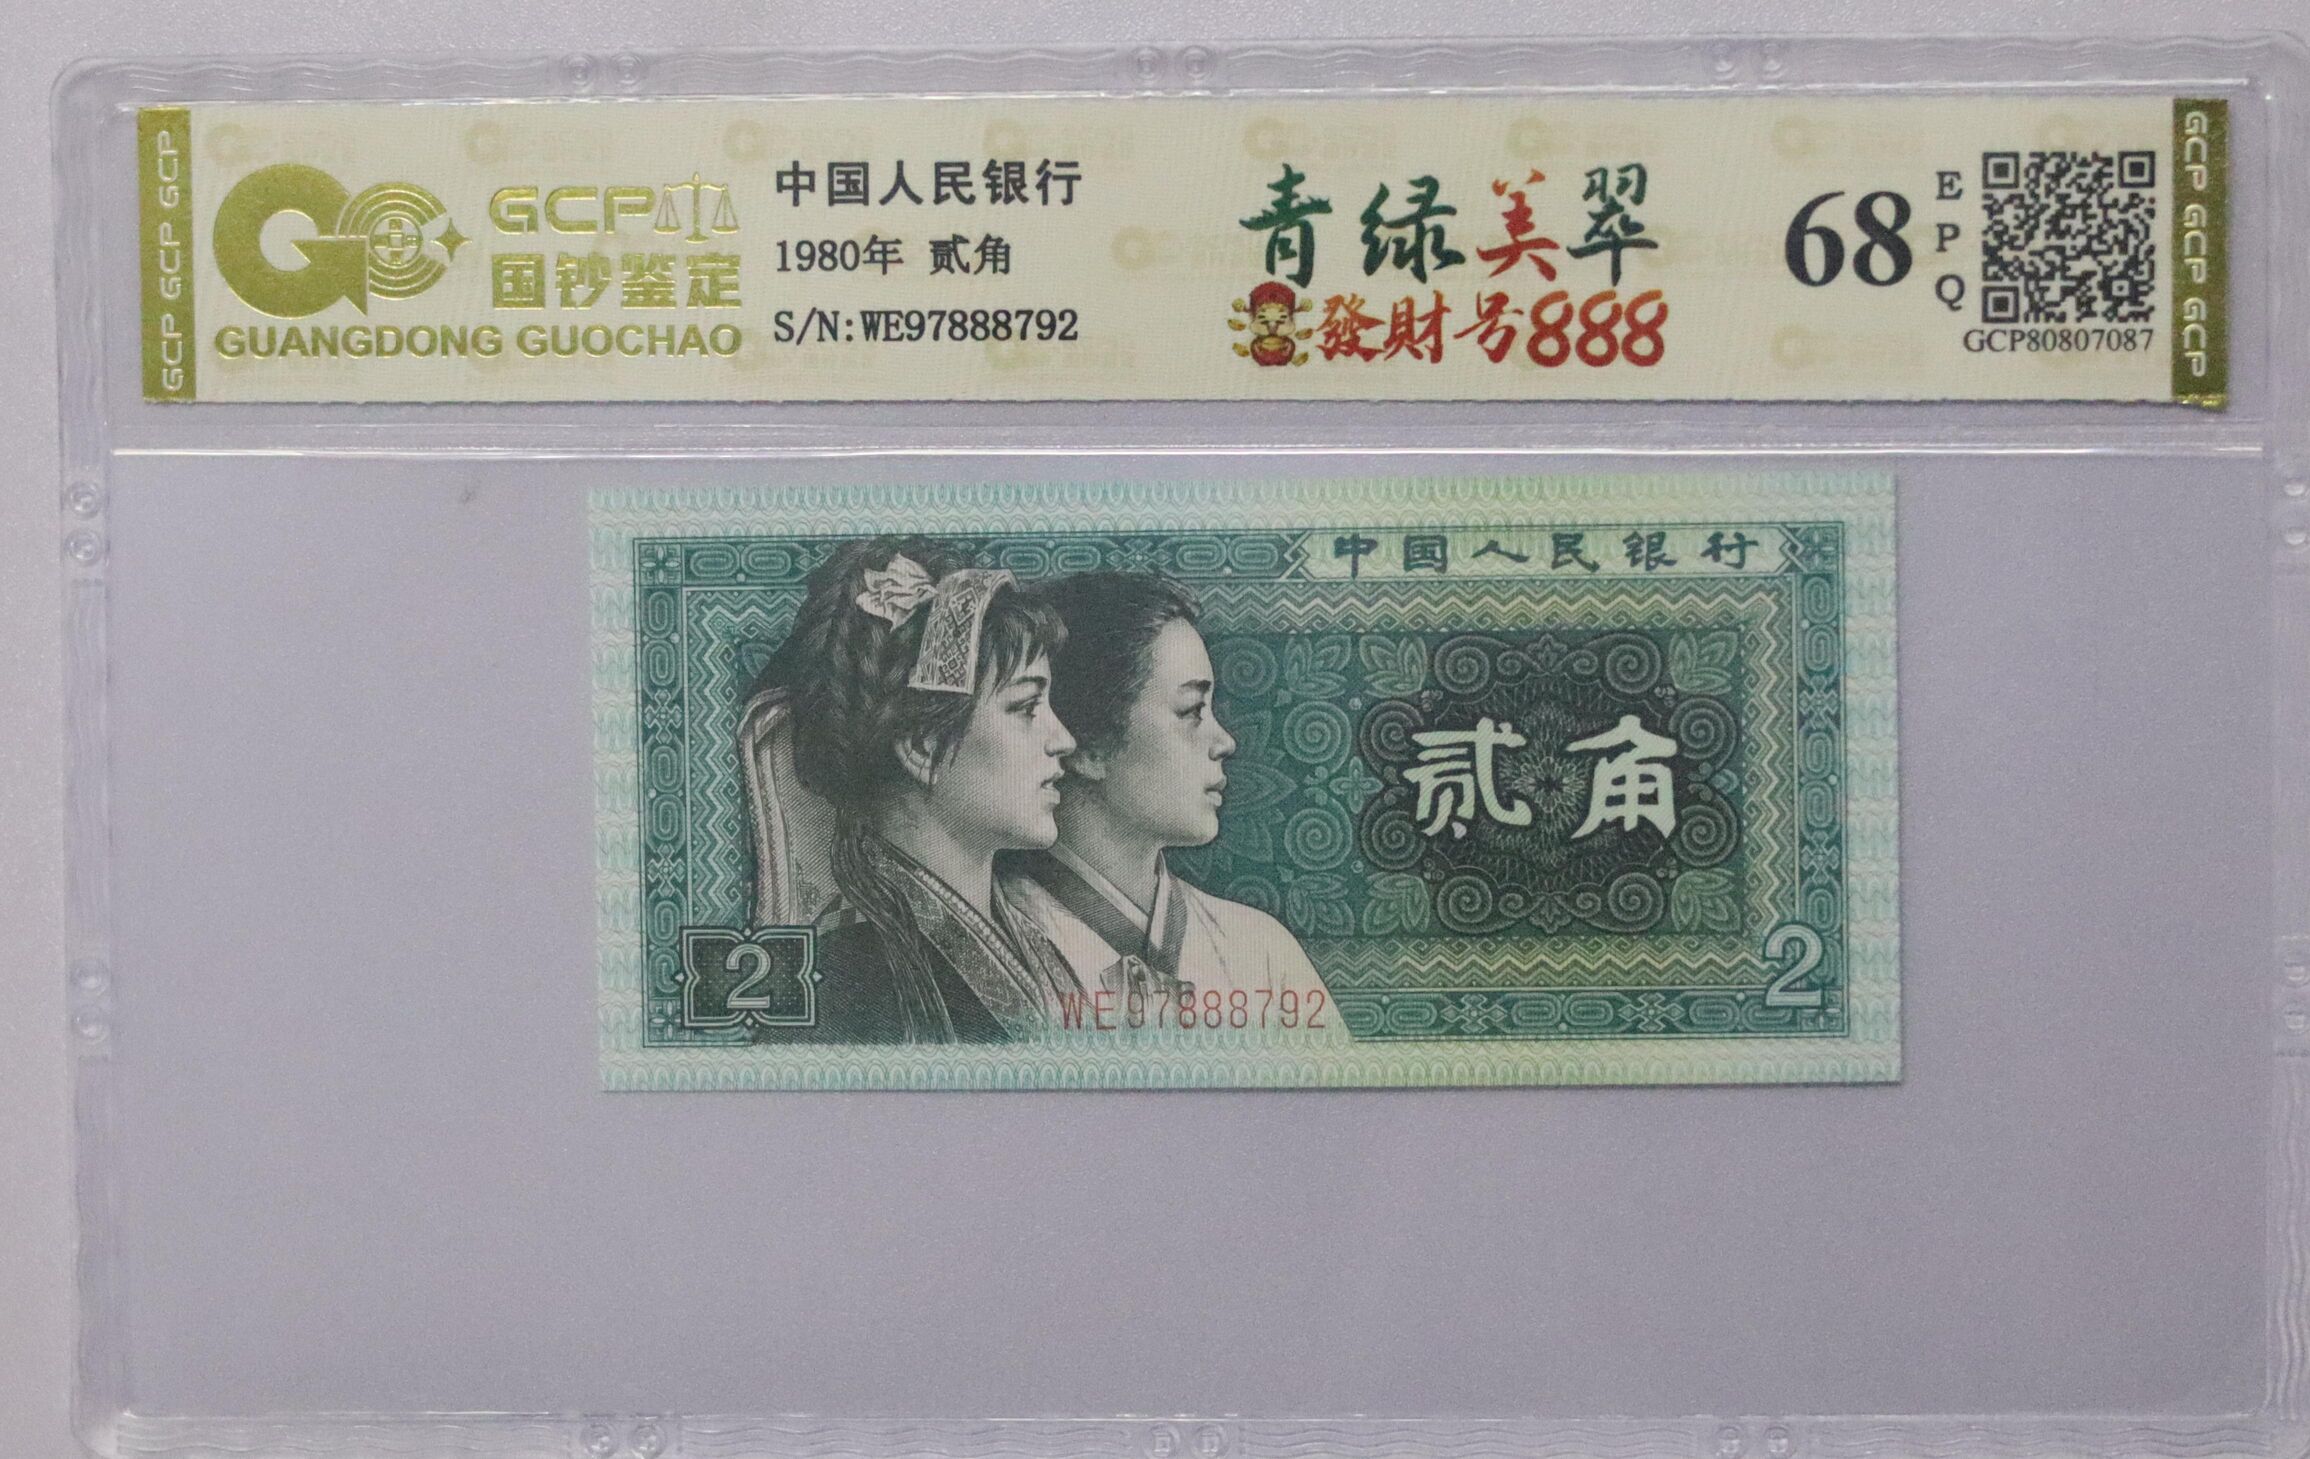 GCP GCP GCP
GCP
国钞鉴定
GUANGDONG GUOCHAO
中国人民银行
1980年 贰角
S/N:WE97888792
青绿美翠
發財号888
68
EPQ
GCP80807087
GCP GCP GCP
中国人民银行
贰角
2
2
WE97888792